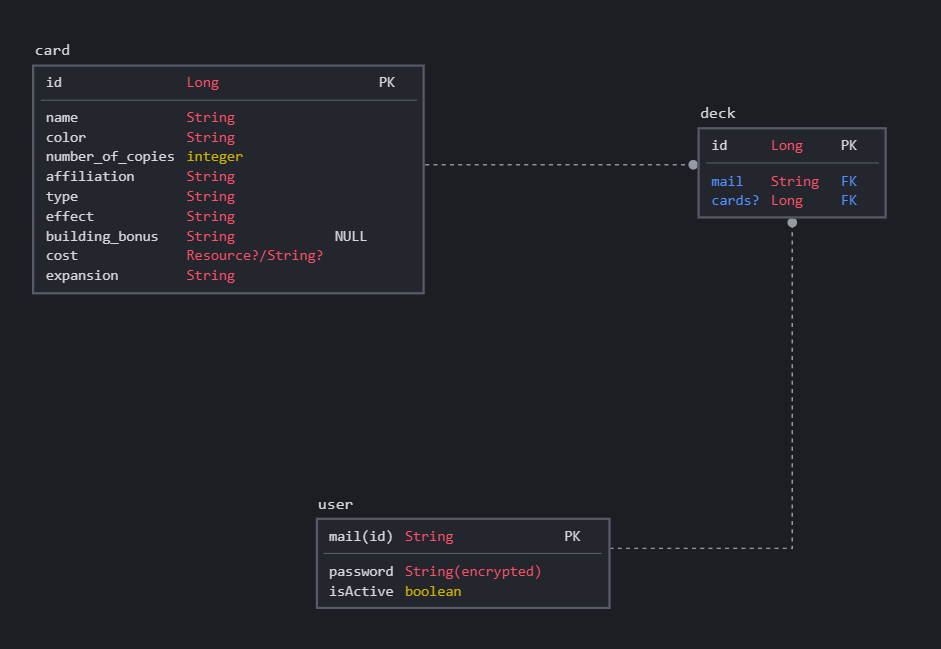 card
id Long PK
name String
color String
number_of_copies integer
affiliation String
type String
effect String
building_bonus String NULL
cost Resource?/String?
expansion String
deck
id Long PK
mail String FK
cards? Long FK
user
mail(id) String PK
password String(encrypted)
isActive boolean